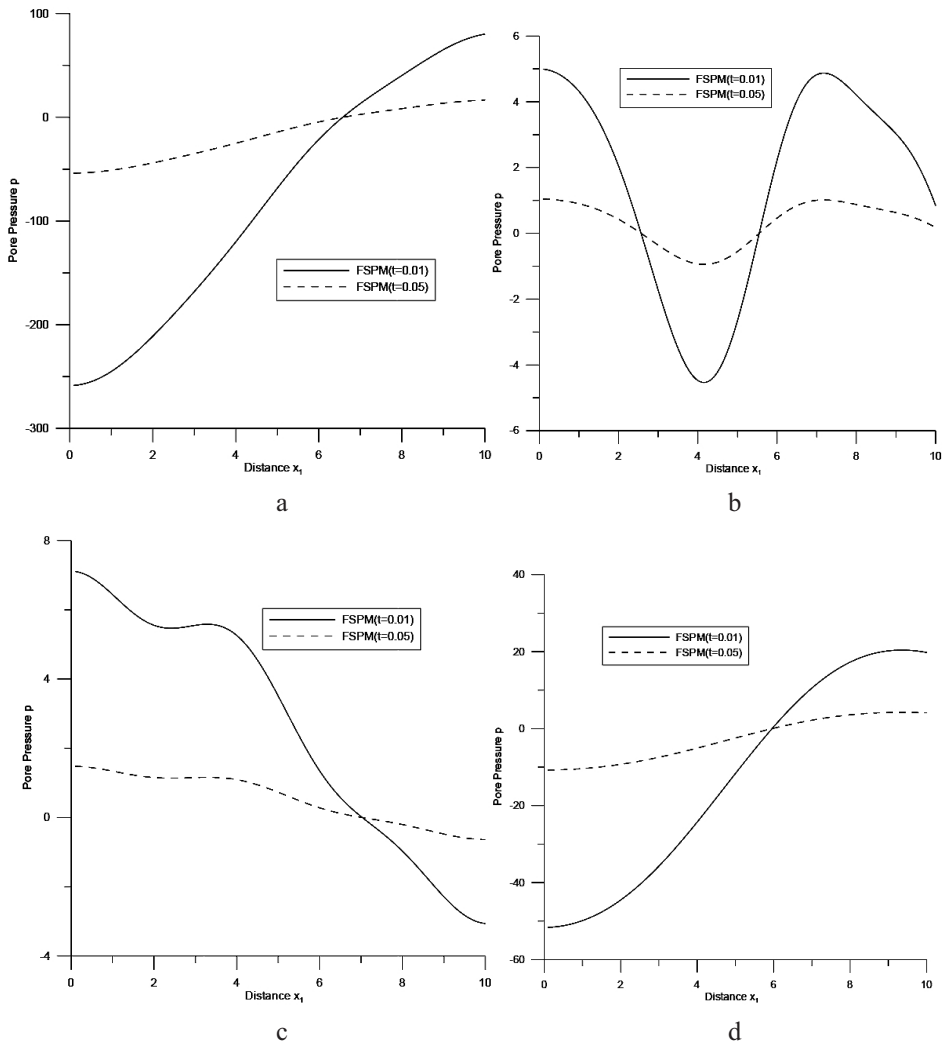 100
0
-100
-200
-300
Pore Pressure p
FSPM(t=0.01)
FSPM(t=0.05)
0 2 4 6 8 10
Distance x₁
a
6
4
2
0
-2
-4
-6
Pore Pressure p
FSPM(t=0.01)
FSPM(t=0.05)
0 2 4 6 8 10
Distance x₁
b
8
4
0
-4
Pore Pressure p
FSPM(t=0.01)
FSPM(t=0.05)
0 2 4 6 8 10
Distance x₁
c
40
20
0
-20
-40
-60
Pore Pressure p
FSPM(t=0.01)
FSPM(t=0.05)
0 2 4 6 8 10
Distance x₁
d